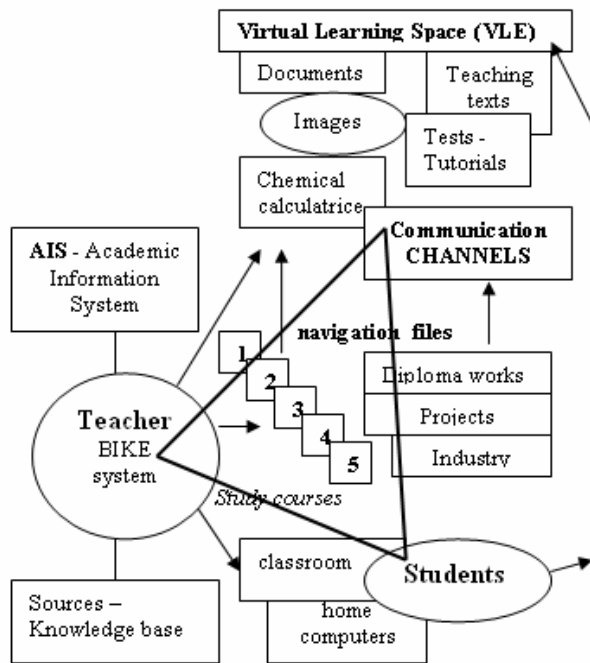 Virtual Learning Space (VLE)
Documents
Teaching
texts
Images
Tests -
Tutorials
Chemical
calculatrice
Communication
CHANNELS
AIS - Academic
Information
System
navigation files
1
2
3
4
5
Diploma works
Projects
Industry
Teacher
BIKE
system
Study courses
classroom
Students
home
computers
Sources –
Knowledge base